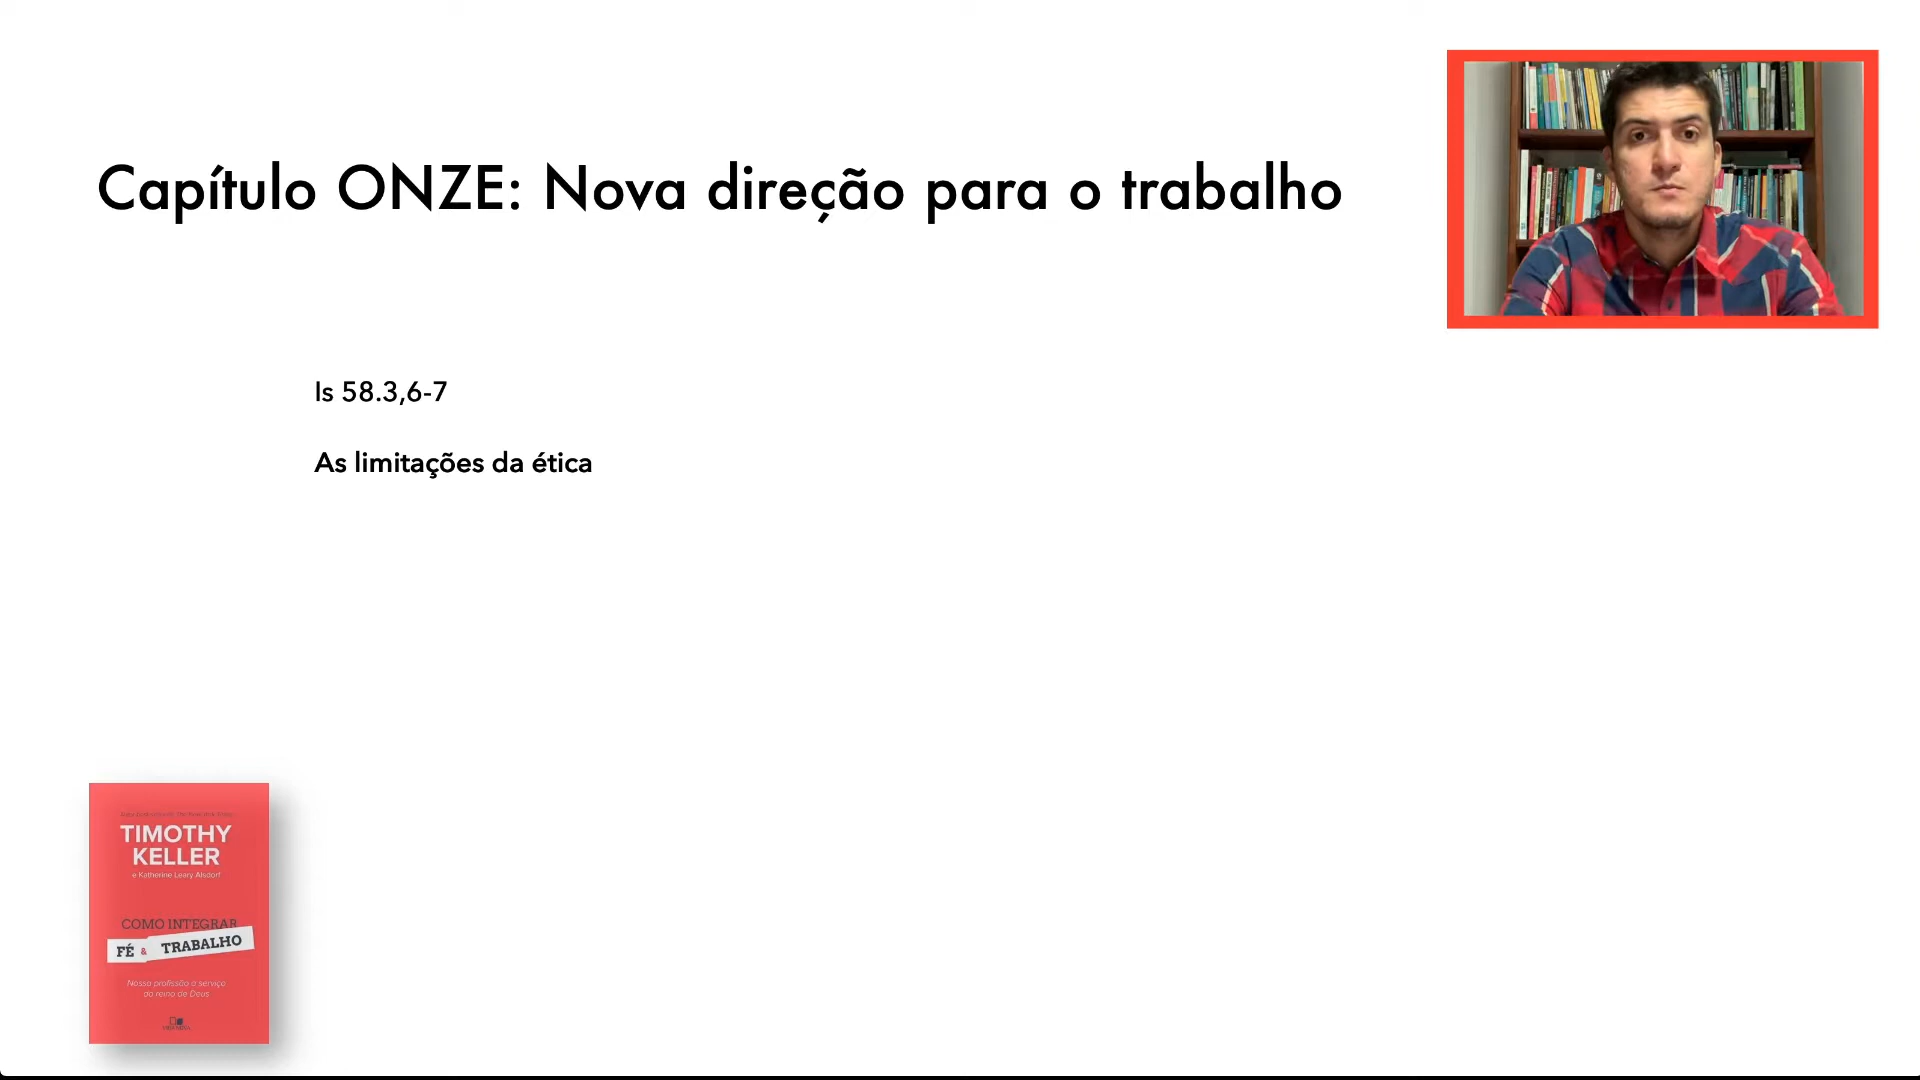 Capítulo ONZE: Nova direção para o trabalho
Is 58.3,6-7
As limitações da ética
TIMOTHY
KELLER
e Katherine Leary Alsdorf
COMO INTEGRAR
FÉ & TRABALHO
Nossa profissão a serviço
do reino de Deus